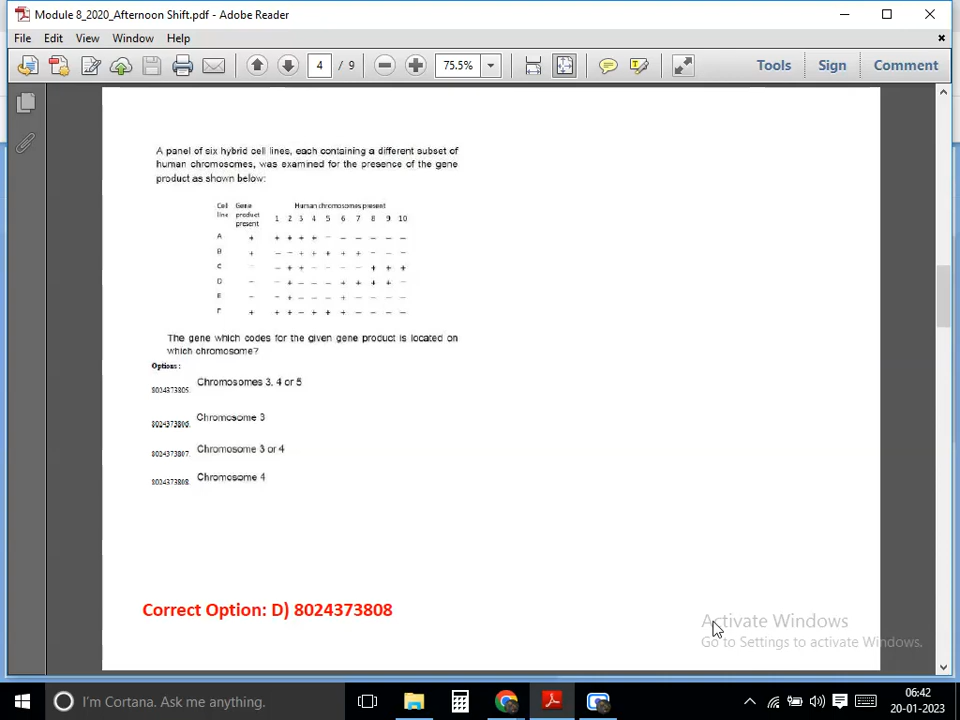 Module 8_2020_Afternoon Shift.pdf - Adobe Reader
File Edit View Window Help
4 / 9 75.5% Tools Sign Comment
A panel of six hybrid cell lines, each containing a different subset of
human chromosomes, was examined for the presence of the gene
product as shown below:
Cell Gene Human chromosomes present
line product 1 2 3 4 5 6 7 8 9 10
present
A + + + + + – – – – – –
B + – – + + + + + – – –
C – – + + – – – – + + +
D – – + – – – + + + + –
E – – + – – – + – – – –
F + + + – + + + – – – –
The gene which codes for the given gene product is located on
which chromosome?
Options :
8024373805. Chromosomes 3, 4 or 5
8024373806. Chromosome 3
8024373807. Chromosome 3 or 4
8024373808. Chromosome 4
Correct Option: D) 8024373808
Activate Windows
Go to Settings to activate Windows.
I'm Cortana. Ask me anything.
06:42
20-01-2023